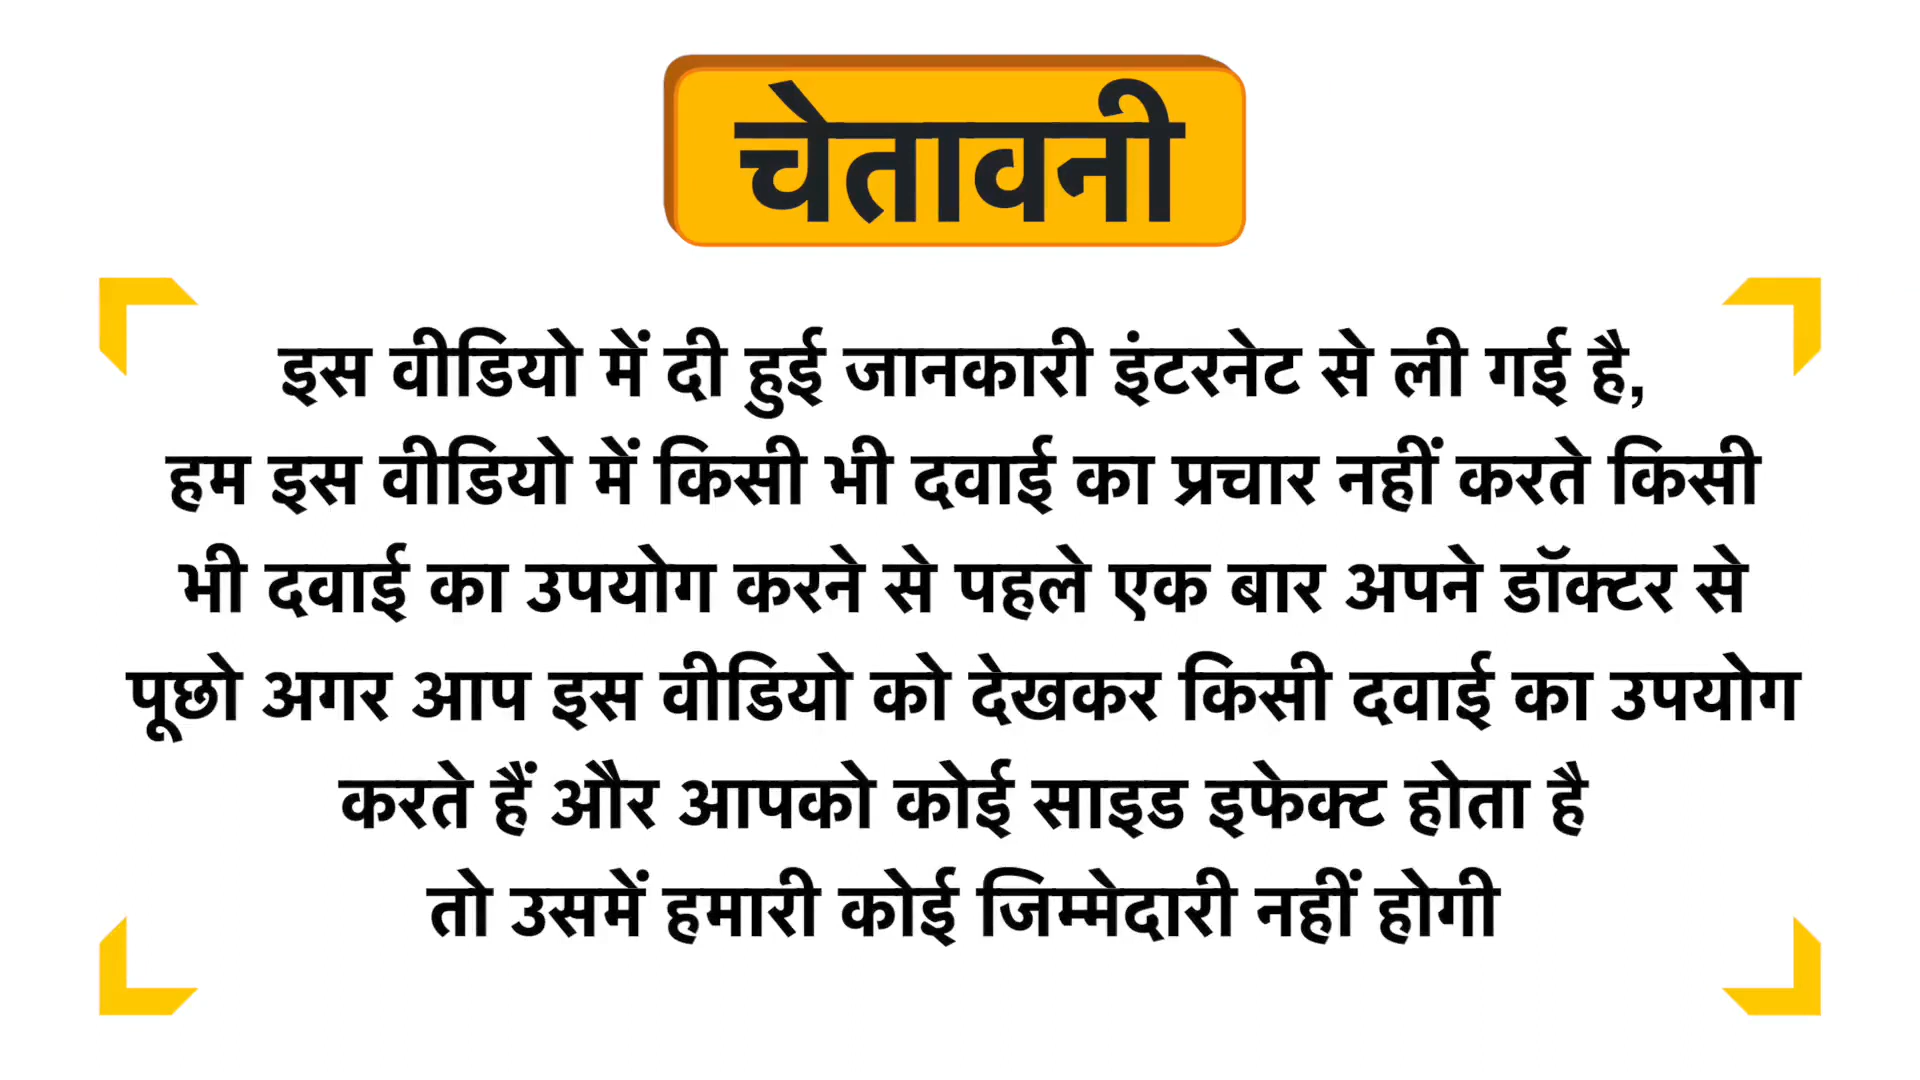 चेतावनी
इस वीडियो में दी हुई जानकारी इंटरनेट से ली गई है,
हम इस वीडियो में किसी भी दवाई का प्रचार नहीं करते किसी
भी दवाई का उपयोग करने से पहले एक बार अपने डॉक्टर से
पूछो अगर आप इस वीडियो को देखकर किसी दवाई का उपयोग
करते हैं और आपको कोई साइड इफेक्ट होता है
तो उसमें हमारी कोई जिम्मेदारी नहीं होगी